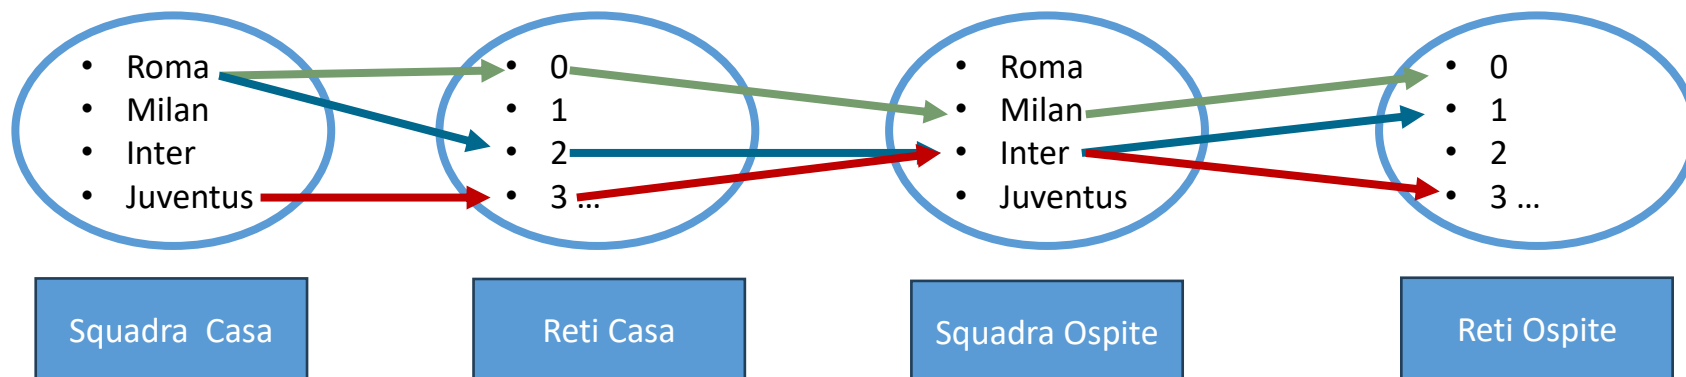 • Roma
• Milan
• Inter
• Juventus
• 0
• 1
• 2
• 3 ...
• Roma
• Milan
• Inter
• Juventus
• 0
• 1
• 2
• 3 ...
Squadra Casa
Reti Casa
Squadra Ospite
Reti Ospite